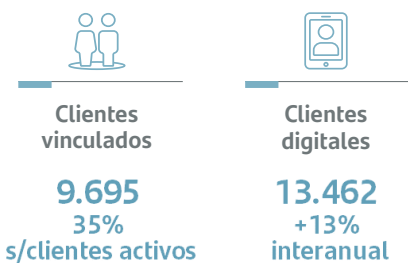 Clientes
vinculados
9.695
35%
s/clientes activos
Clientes
digitales
13.462
+13%
interanual